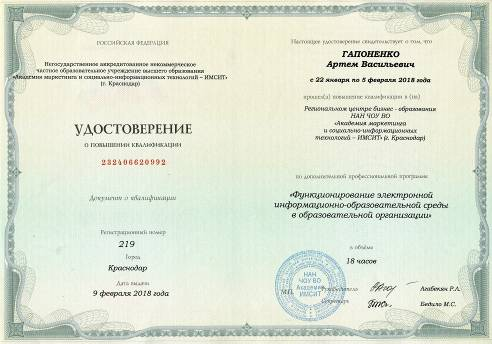 РОССИЙСКАЯ ФЕДЕРАЦИЯ
Негосударственное аккредитованное некоммерческое
частное образовательное учреждение высшего образования
«Академия маркетинга и социально-информационных технологий – ИМСИТ»
(г. Краснодар)
УДОСТОВЕРЕНИЕ
О ПОВЫШЕНИИ КВАЛИФИКАЦИИ
232406620992
Документ о квалификации
Регистрационный номер
219
Город
Краснодар
Дата выдачи
9 февраля 2018 года
Настоящее удостоверение свидетельствует о том, что
ГАПОНЕНКО
Артем Васильевич
с 22 января по 5 февраля 2018 года
прошел(а) повышение квалификации в (на)
Региональном центре бизнес - образования
НАН ЧОУ ВО
«Академия маркетинга
и социально-информационных
технологий – ИМСИТ» (г. Краснодар)
по дополнительной профессиональной программе
«Функционирование электронной
информационно-образовательной среды
в образовательной организации»
в объёме
18 часов
НАН
ЧОУ ВО
Академия
ИМСИТ
М.П.
Руководитель
Агабекян Р.Л.
Секретарь
Бедило М.С.